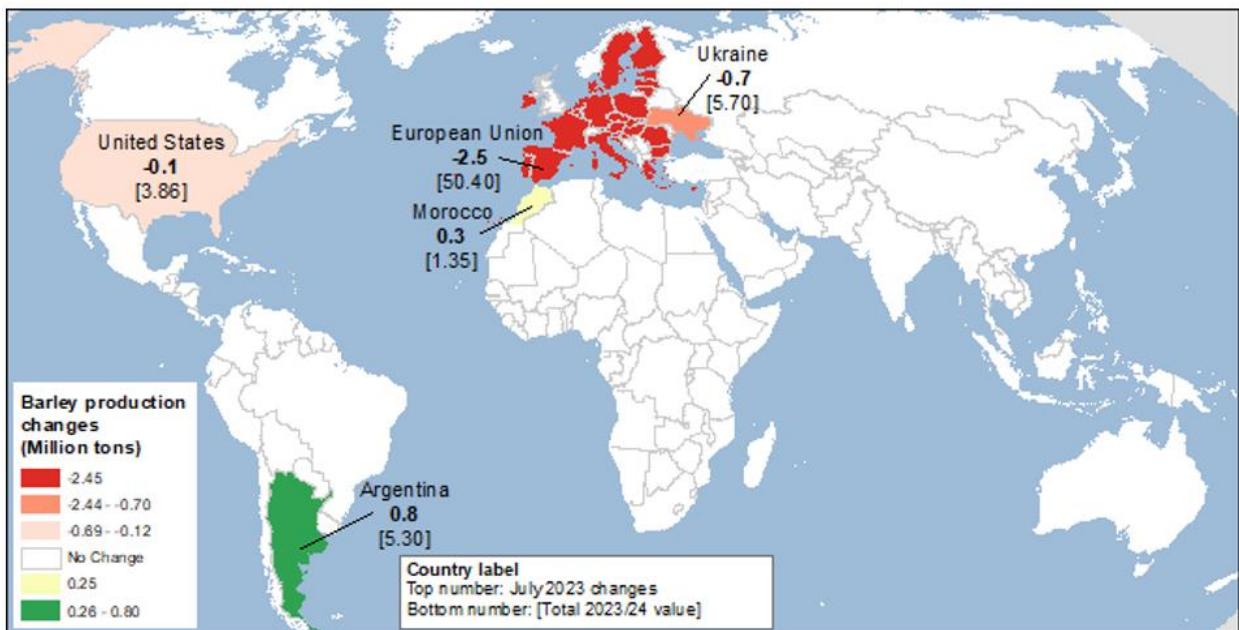 Ukraine
-0.7
[5.70]
United States
-0.1
[3.86]
European Union
-2.5
[50.40]
Morocco
0.3
[1.35]
Argentina
0.8
[5.30]
Barley production
changes
(Million tons)
-2.45
-2.44 - -0.70
-0.69 - -0.12
No Change
0.25
0.26 - 0.80
Country label
Top number: July 2023 changes
Bottom number: [Total 2023/24 value]